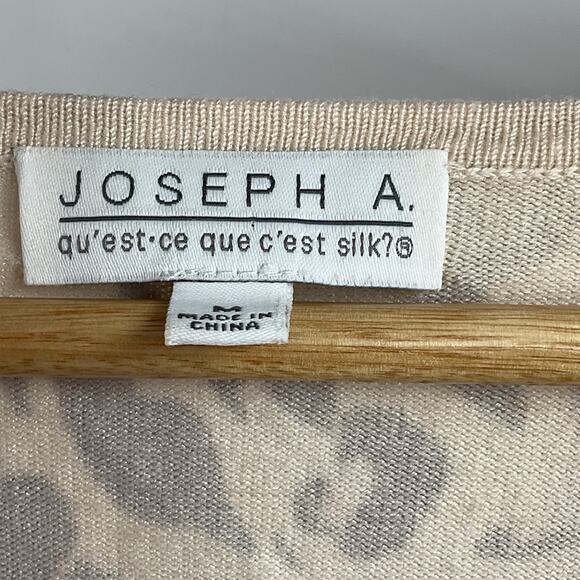 JOSEPH A.
qu'est·ce que c'est silk?®
M
MADE IN
CHINA